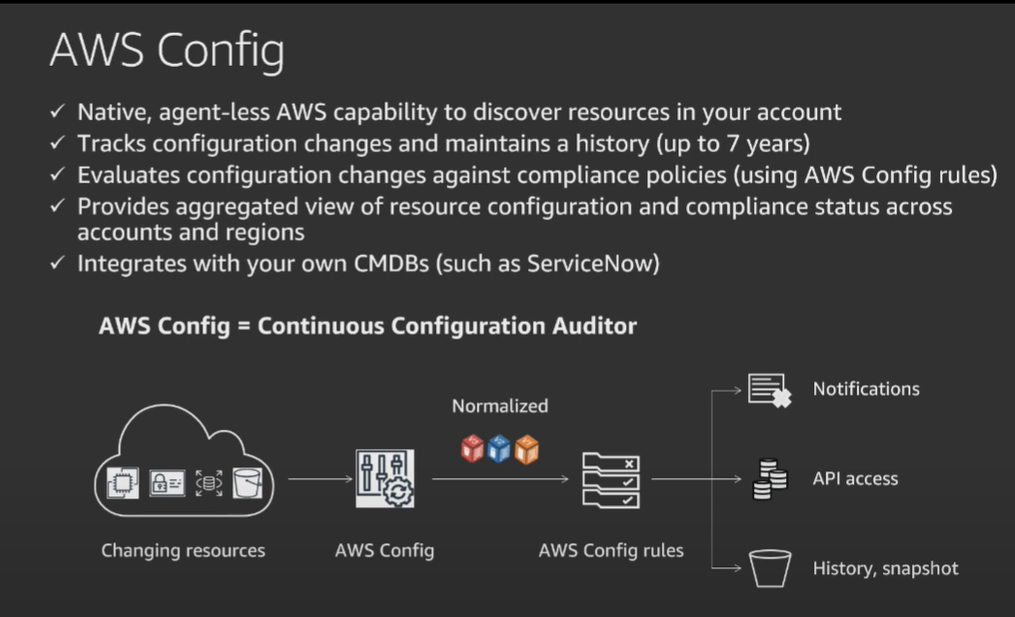 AWS Config
✓ Native, agent-less AWS capability to discover resources in your account
✓ Tracks configuration changes and maintains a history (up to 7 years)
✓ Evaluates configuration changes against compliance policies (using AWS Config rules)
✓ Provides aggregated view of resource configuration and compliance status across
accounts and regions
✓ Integrates with your own CMDBs (such as ServiceNow)
AWS Config = Continuous Configuration Auditor
Normalized
Notifications
API access
Changing resources
AWS Config
AWS Config rules
History, snapshot